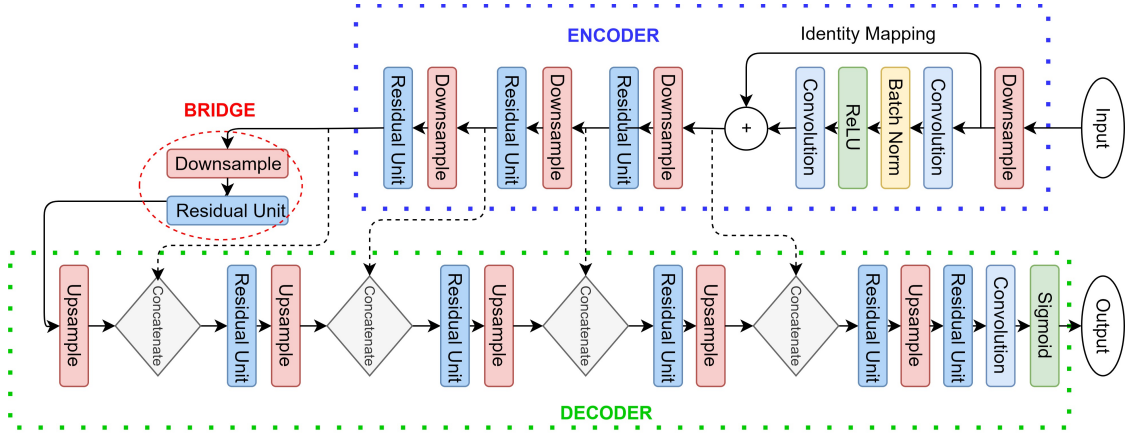 ENCODER
Identity Mapping
Residual Unit
Downsample
Residual Unit
Downsample
Residual Unit
Downsample
+
Convolution
ReLU
Batch Norm
Convolution
Downsample
Input
BRIDGE
Downsample
Residual Unit
Upsample
Concatenate
Residual Unit
Upsample
Concatenate
Residual Unit
Upsample
Concatenate
Residual Unit
Upsample
Concatenate
Residual Unit
Upsample
Residual Unit
Convolution
Sigmoid
Output
DECODER